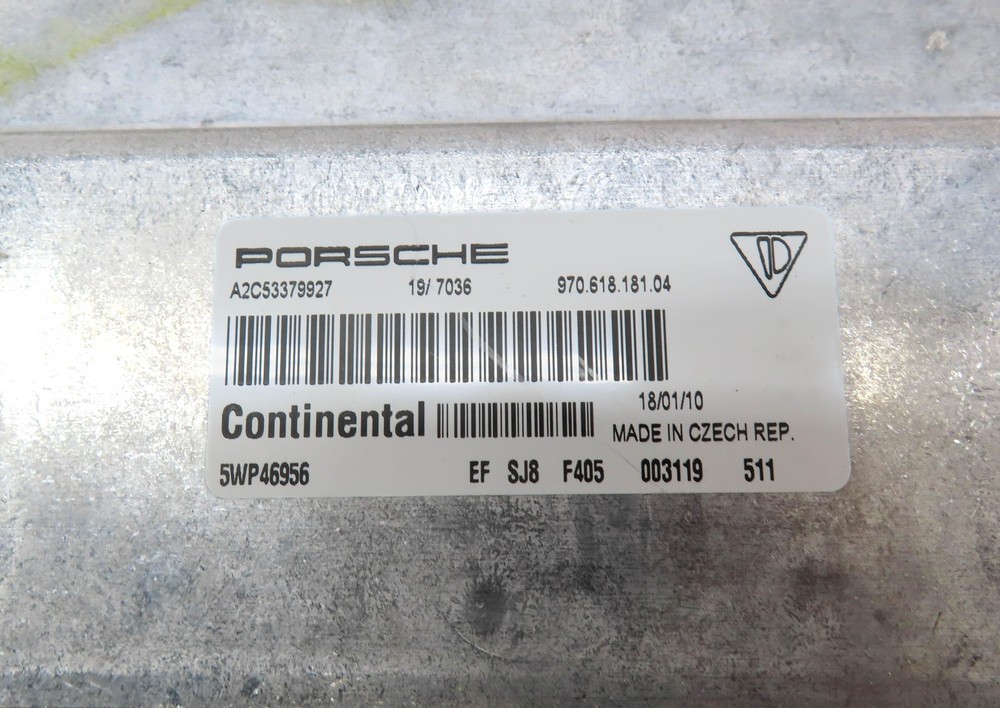 PORSCHE
A2C53379927 19/ 7036 970.618.181.04
Continental 18/01/10
MADE IN CZECH REP.
5WP46956 EF SJ8 F405 003119 511